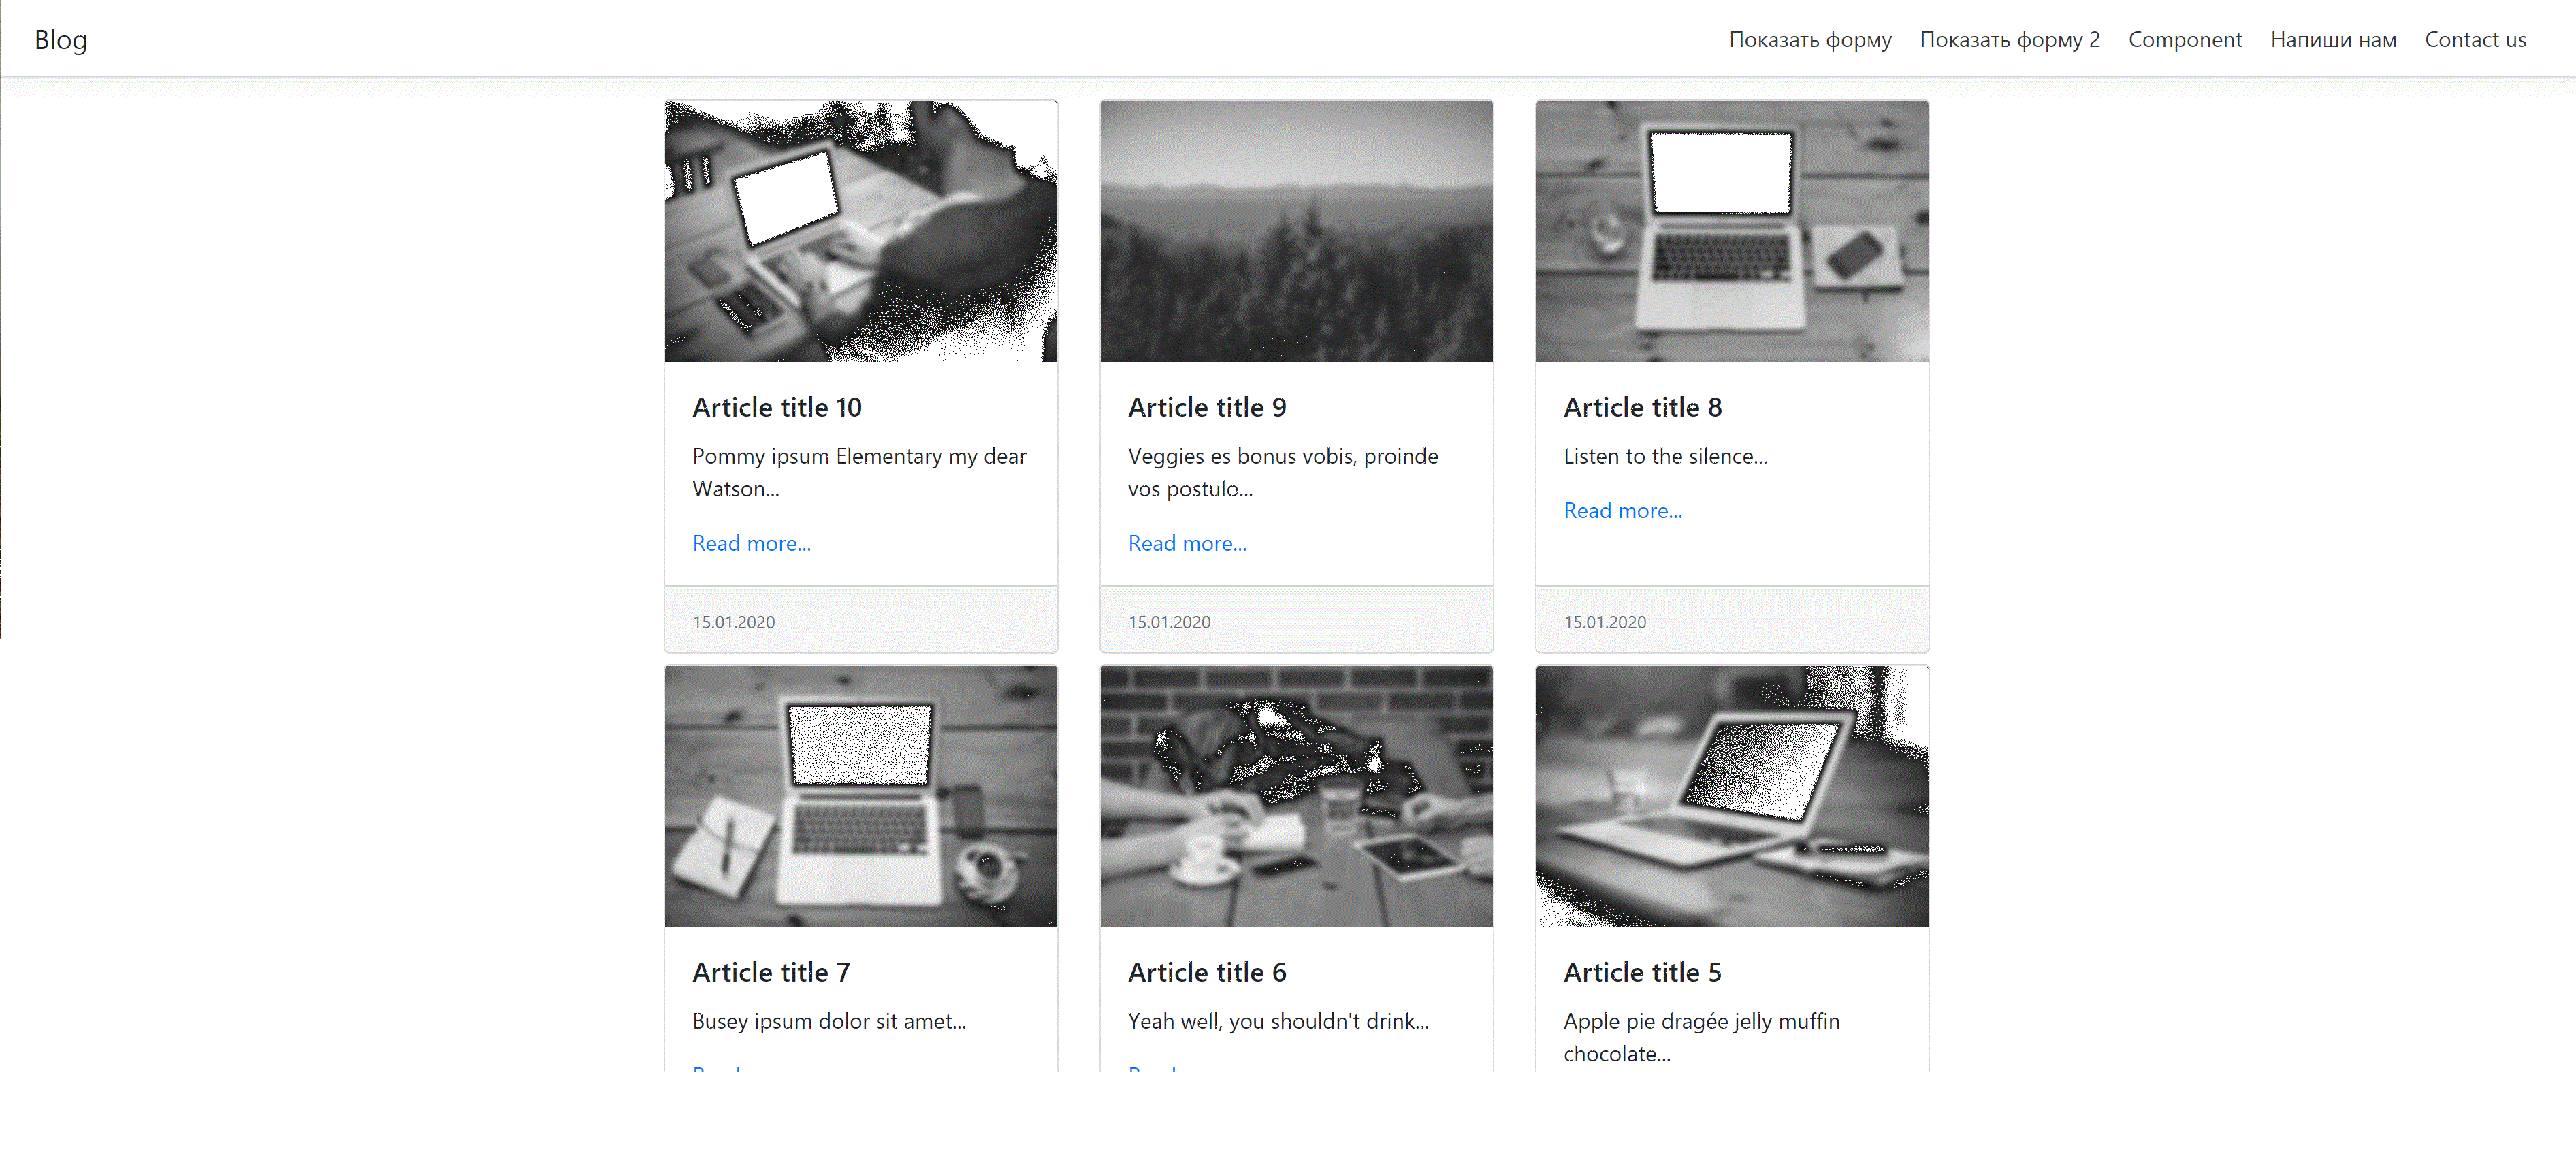 Blog
Показать форму
Показать форму 2
Component
Напиши нам
Contact us
Article title 10
Pommy ipsum Elementary my dear
Watson...
Read more...
15.01.2020
Article title 9
Veggies es bonus vobis, proinde
vos postulo...
Read more...
15.01.2020
Article title 8
Listen to the silence...
Read more...
15.01.2020
Article title 7
Busey ipsum dolor sit amet...
Article title 6
Yeah well, you shouldn't drink...
Article title 5
Apple pie dragée jelly muffin
chocolate...